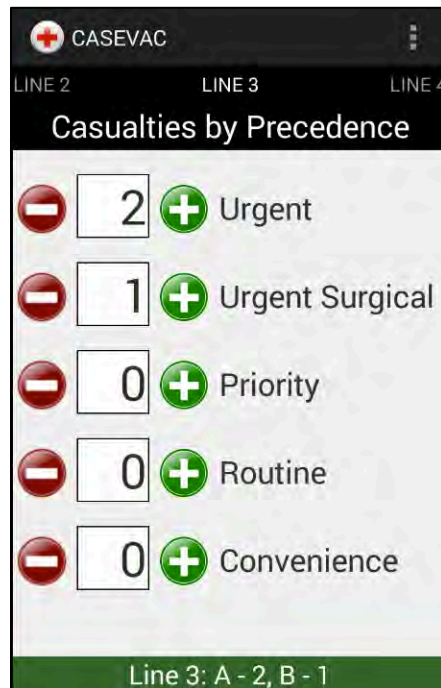 CASEVAC
LINE 2 LINE 3 LINE 4
Casualties by Precedence
2 Urgent
1 Urgent Surgical
0 Priority
0 Routine
0 Convenience
Line 3: A - 2, B - 1